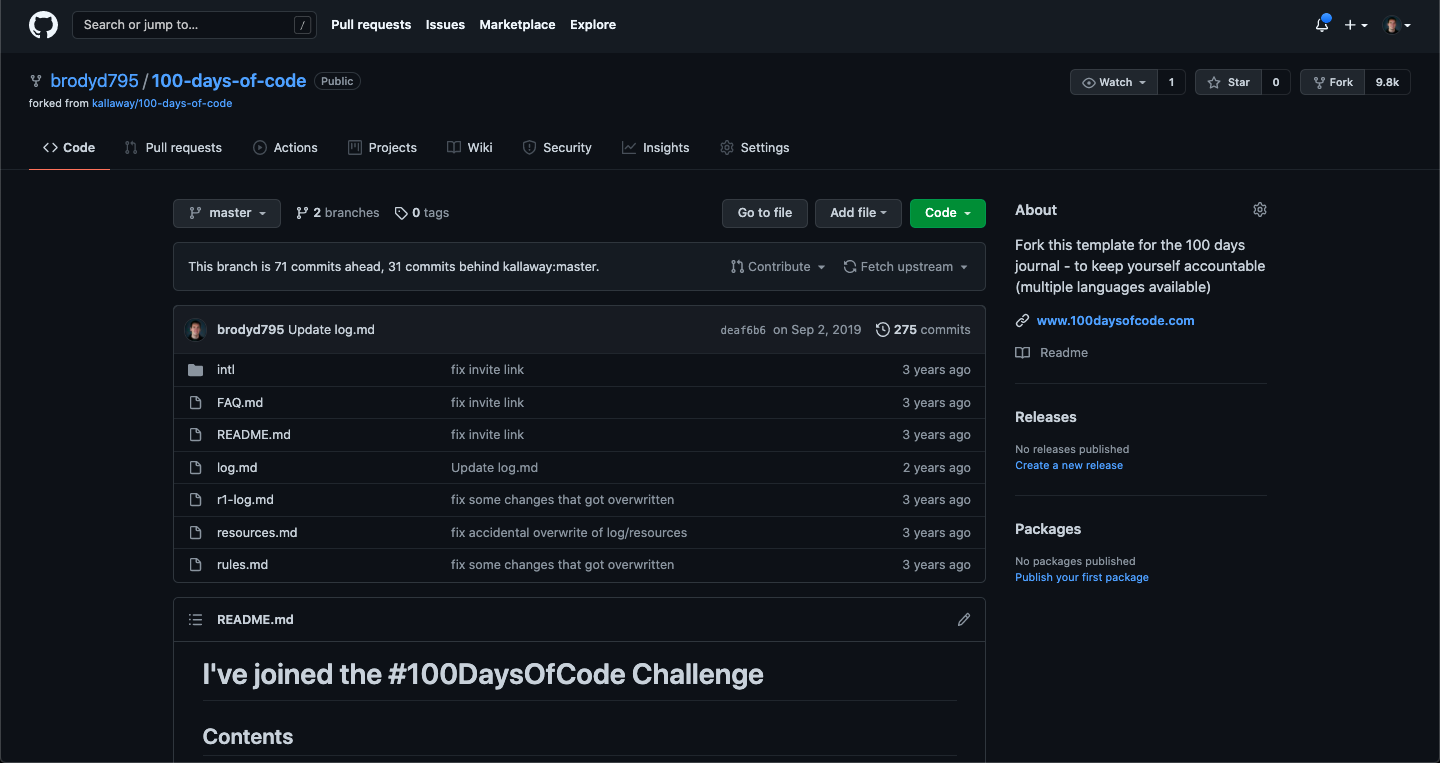 Search or jump to... /
Pull requests Issues Marketplace Explore
brodyd795 / 100-days-of-code Public
forked from kallaway/100-days-of-code
Watch 1 Star 0 Fork 9.8k
Code Pull requests Actions Projects Wiki Security Insights Settings
master 2 branches 0 tags Go to file Add file Code
This branch is 71 commits ahead, 31 commits behind kallaway:master. Contribute Fetch upstream
brodyd795 Update log.md deaf6b6 on Sep 2, 2019 275 commits
intl fix invite link 3 years ago
FAQ.md fix invite link 3 years ago
README.md fix invite link 3 years ago
log.md Update log.md 2 years ago
r1-log.md fix some changes that got overwritten 3 years ago
resources.md fix accidental overwrite of log/resources 3 years ago
rules.md fix some changes that got overwritten 3 years ago
README.md
I've joined the #100DaysOfCode Challenge
Contents
About
Fork this template for the 100 days
journal - to keep yourself accountable
(multiple languages available)
www.100daysofcode.com
Readme
Releases
No releases published
Create a new release
Packages
No packages published
Publish your first package